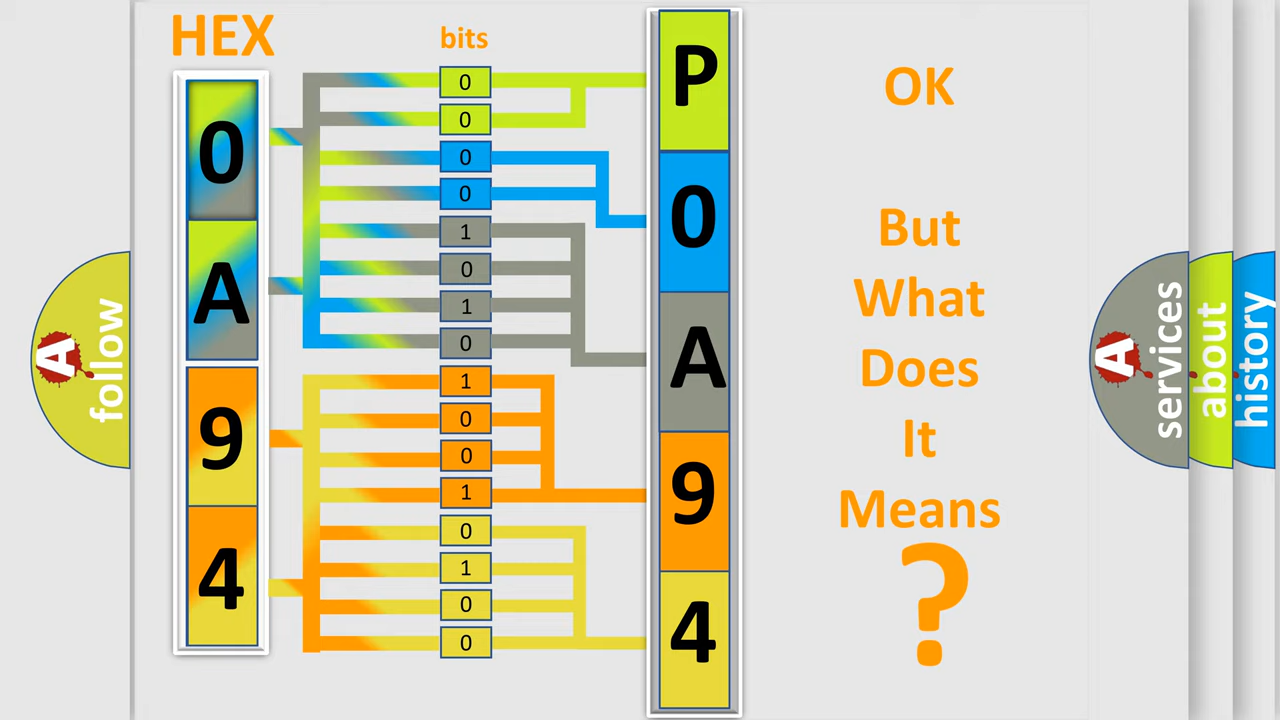 HEX
bits
0
A
9
4
0
0
0
0
1
0
1
0
1
0
0
1
0
1
0
0
P
0
A
9
4
OK
But
What
Does
It
Means
?
A
follow
A
services
about
history